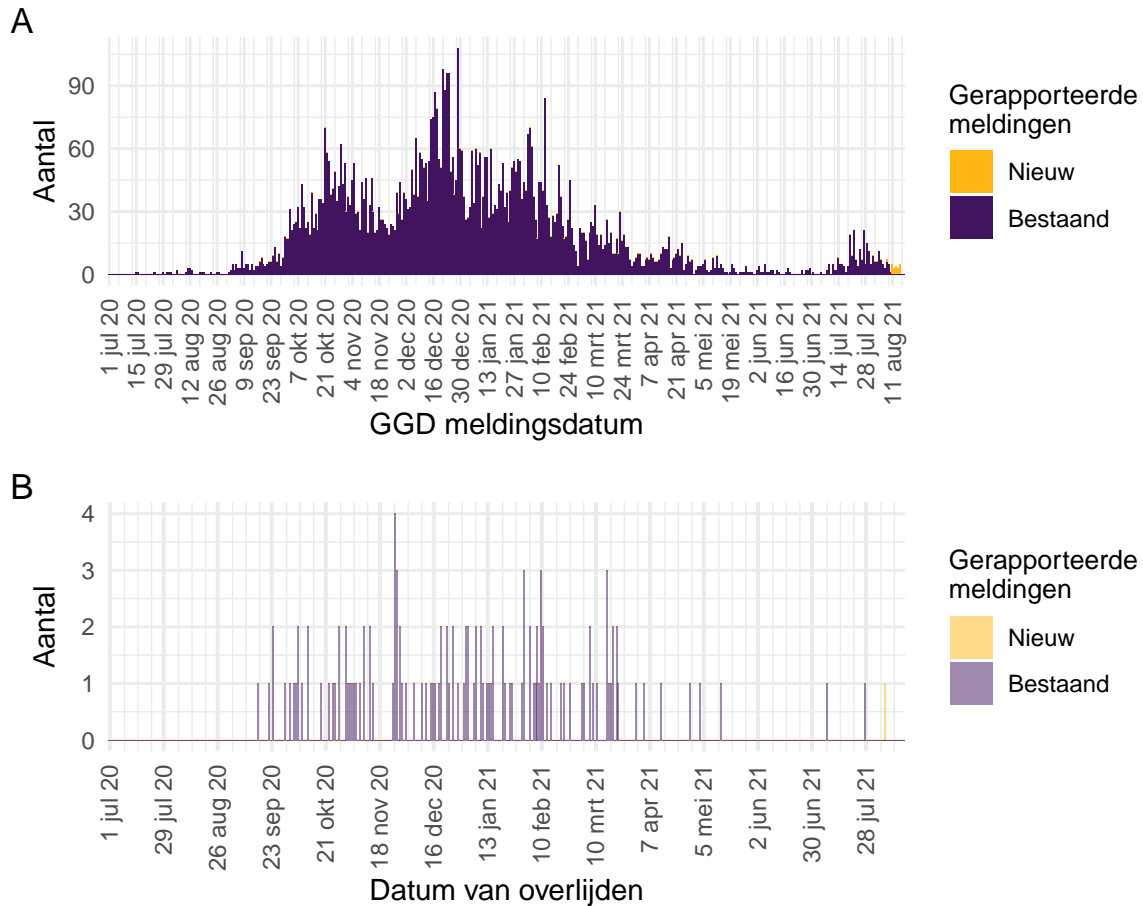 A
Aantal
90
60
30
0
1 jul 20
15 jul 20
29 jul 20
12 aug 20
26 aug 20
9 sep 20
23 sep 20
7 okt 20
21 okt 20
4 nov 20
18 nov 20
2 dec 20
16 dec 20
30 dec 20
13 jan 21
27 jan 21
10 feb 21
24 feb 21
10 mrt 21
24 mrt 21
7 apr 21
21 apr 21
5 mei 21
19 mei 21
2 jun 21
16 jun 21
30 jun 21
14 jul 21
28 jul 21
11 aug 21
GGD meldingsdatum
Gerapporteerde
meldingen
Nieuw
Bestaand
B
Aantal
4
3
2
1
0
1 jul 20
29 jul 20
26 aug 20
23 sep 20
21 okt 20
18 nov 20
16 dec 20
13 jan 21
10 feb 21
10 mrt 21
7 apr 21
5 mei 21
2 jun 21
30 jun 21
28 jul 21
Datum van overlijden
Gerapporteerde
meldingen
Nieuw
Bestaand